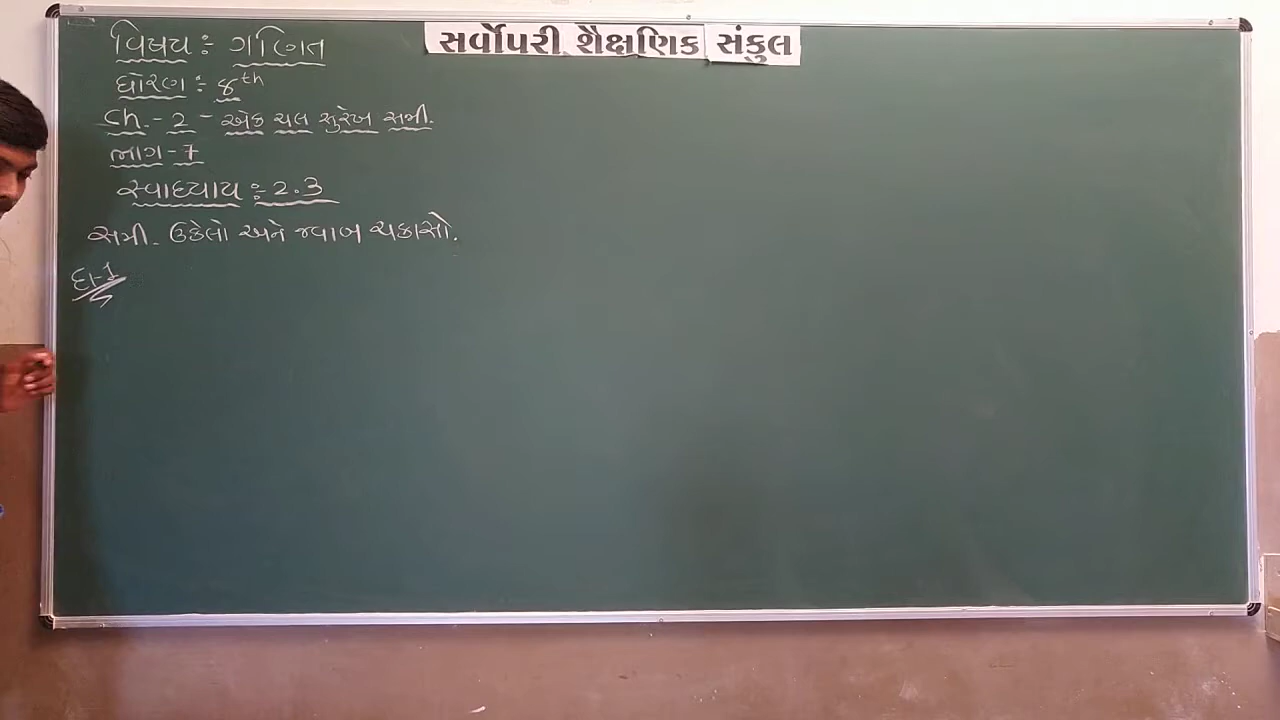 સર્વોપરી શૈક્ષણિક સંકુલ
વિષય : ગણિત
ધોરણ : 8th
Ch. - 2 - એક ચલ સુરેખ સમી.
ભાગ - 7
સ્વાધ્યાય : 2.3
સમી. ઉકેલો અને જવાબ ચકાસો.
દા-1